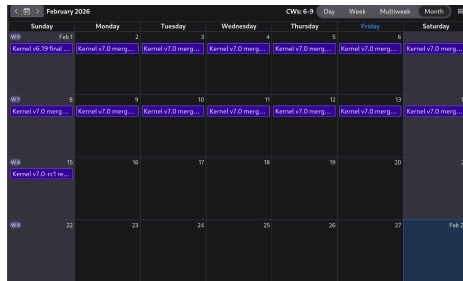 February 2026 CWs: 6-9 Day Week Multiweek Month
Sunday Monday Tuesday Wednesday Thursday Friday Saturday
W6 Feb 1 2 3 4 5 6
Kernel v6.19 final ... Kernel v7.0 merg... Kernel v7.0 merg... Kernel v7.0 merg... Kernel v7.0 merg... Kernel v7.0 merg... Kernel v7.0 merg...
W7 8 9 10 11 12 13
Kernel v7.0 merg... Kernel v7.0 merg... Kernel v7.0 merg... Kernel v7.0 merg... Kernel v7.0 merg... Kernel v7.0 merg... Kernel v7.0 merg...
W8 15 16 17 18 19 20
Kernel v7.0-rc1 re...
W9 22 23 24 25 26 27 Feb